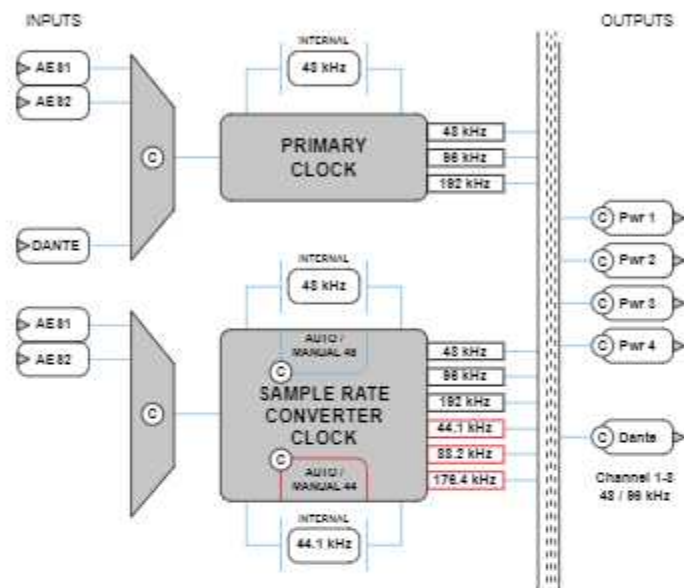 INPUTS
OUTPUTS
AES1
AES2
DANTE
C
INTERNAL
48 kHz
PRIMARY
CLOCK
48 kHz
96 kHz
192 kHz
AES1
AES2
C
INTERNAL
48 kHz
AUTO /
MANUAL 48
C
SAMPLE RATE
CONVERTER
CLOCK
C
AUTO /
MANUAL 44
INTERNAL
44.1 kHz
48 kHz
96 kHz
192 kHz
44.1 kHz
88.2 kHz
176.4 kHz
C Pwr 1
C Pwr 2
C Pwr 3
C Pwr 4
C Dante
Channel 1-8
48 / 96 kHz